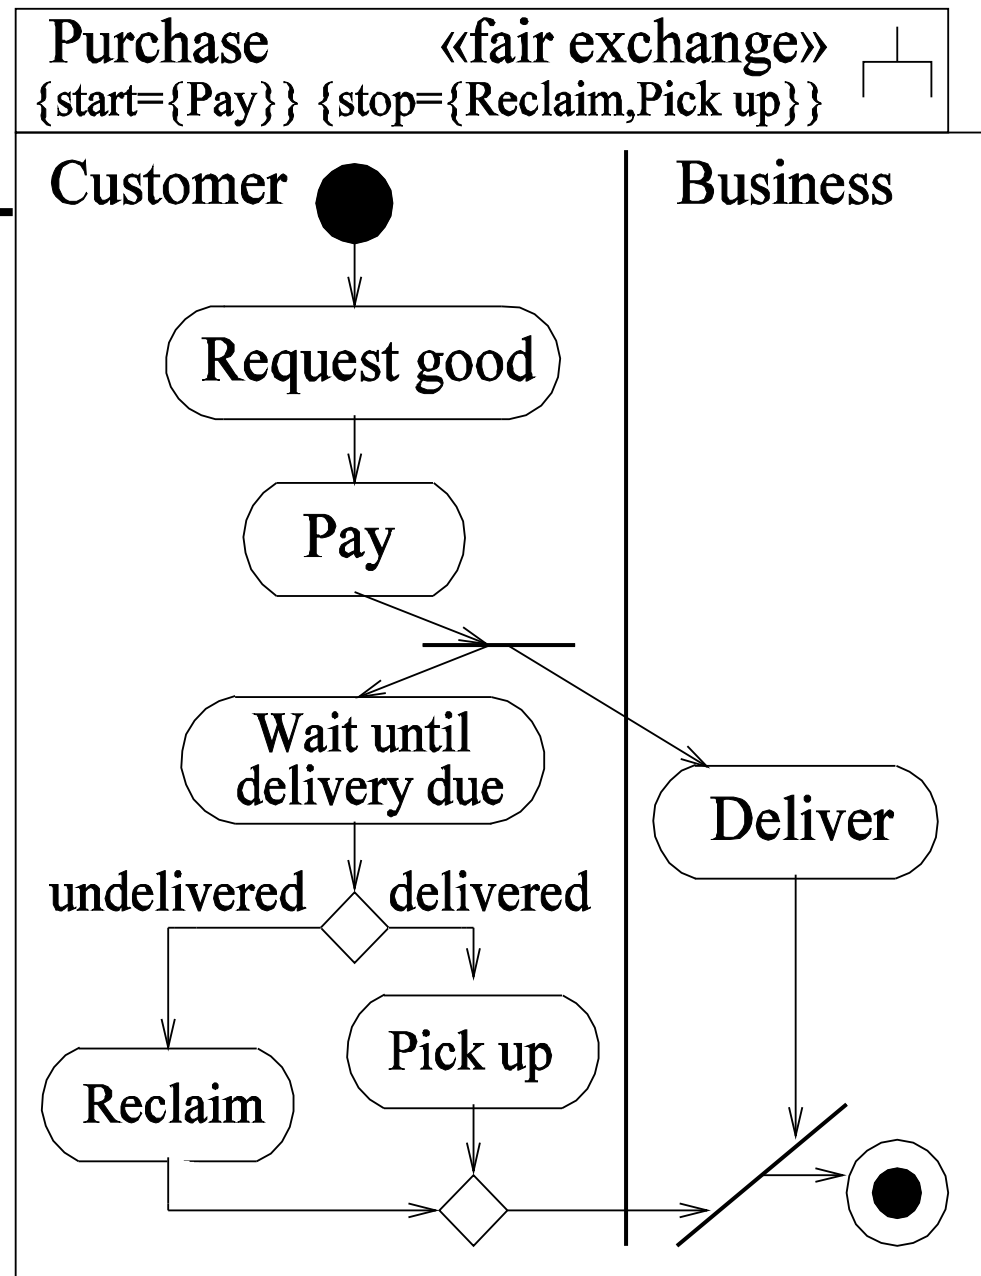 Purchase «fair exchange»
{start={Pay}} {stop={Reclaim,Pick up}}
Customer
Business
Request good
Pay
Wait until
delivery due
Deliver
undelivered
delivered
Pick up
Reclaim